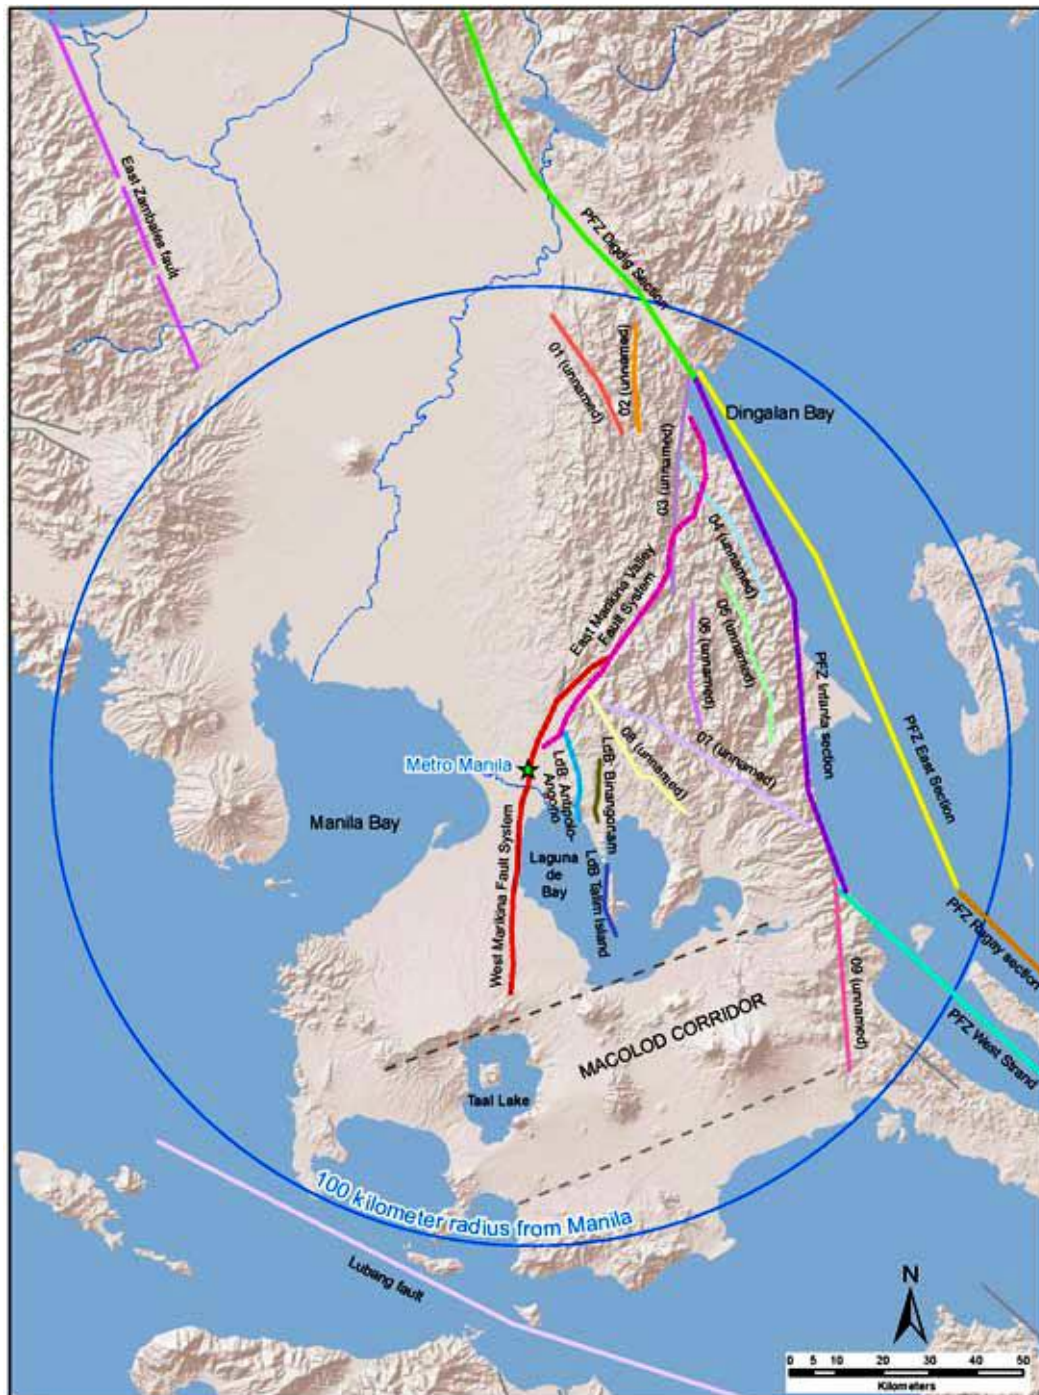 East Zambales fault
PFZ Digdig Section
01 (unnamed)
02 (unnamed)
Dingalan Bay
03 (unnamed)
04 (unnamed)
East Marikina Valley
Fault System
05 (unnamed)
06 (unnamed)
PFZ Infanta section
PFZ East Section
07 (unnamed)
08 (unnamed)
Metro Manila
LdB: Antipolo-
Angono
LdB: Binangonam
Manila Bay
West Marikina Fault System
Laguna
de
Bay
LdB Talim Island
PFZ Ragay section
09 (unnamed)
PFZ West Strand
MACOLOD CORRIDOR
Taal Lake
100 kilometer radius from Manila
Lubang fault
N
0 5 10 20 30 40 50
Kilometers